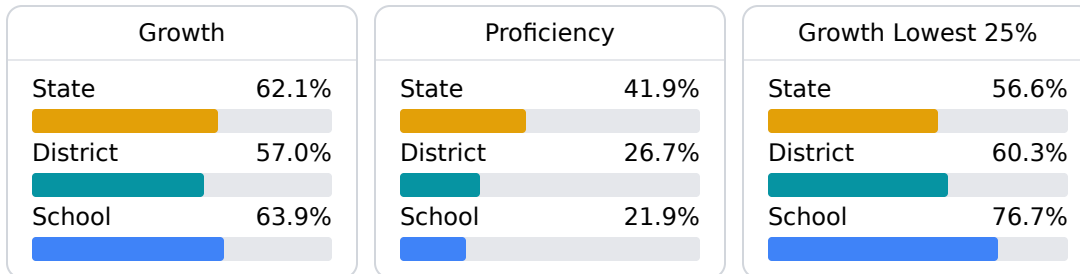 Growth
State 62.1%
District 57.0%
School 63.9%
Proficiency
State 41.9%
District 26.7%
School 21.9%
Growth Lowest 25%
State 56.6%
District 60.3%
School 76.7%